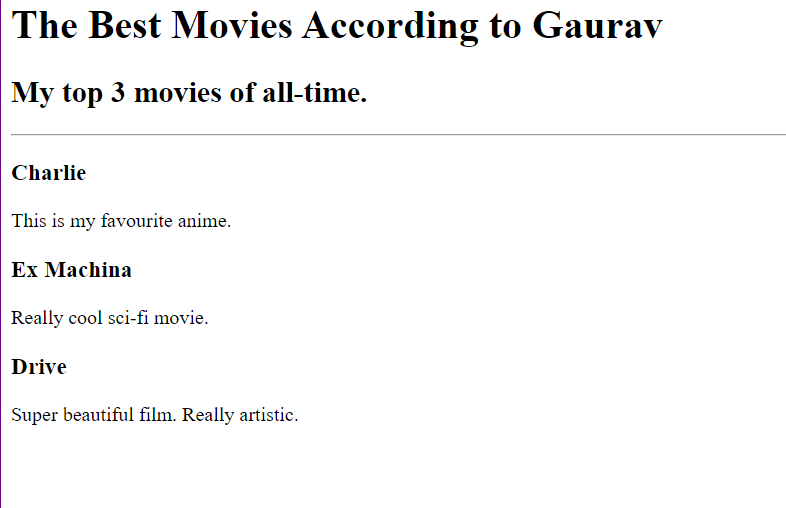 The Best Movies According to Gaurav
My top 3 movies of all-time.
Charlie
This is my favourite anime.
Ex Machina
Really cool sci-fi movie.
Drive
Super beautiful film. Really artistic.